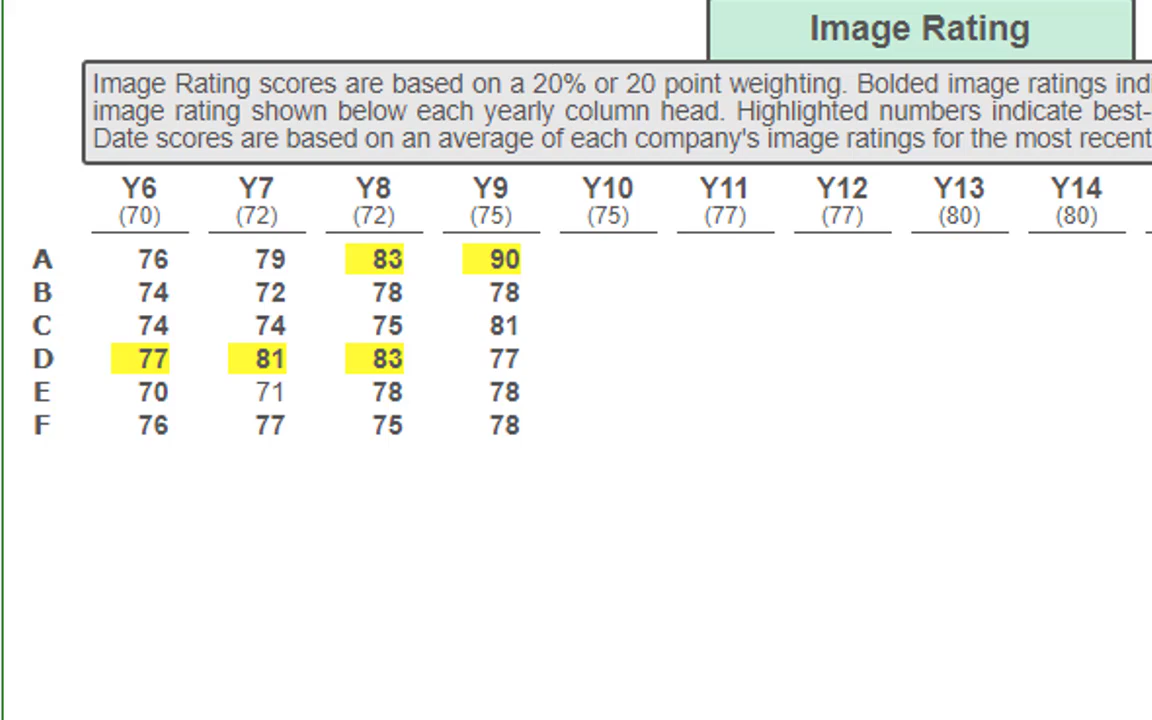 Image Rating
Image Rating scores are based on a 20% or 20 point weighting. Bolded image ratings ind
image rating shown below each yearly column head. Highlighted numbers indicate best-
Date scores are based on an average of each company's image ratings for the most recent
Y6 Y7 Y8 Y9 Y10 Y11 Y12 Y13 Y14
(70) (72) (72) (75) (75) (77) (77) (80) (80)
A 76 79 83 90
B 74 72 78 78
C 74 74 75 81
D 77 81 83 77
E 70 71 78 78
F 76 77 75 78